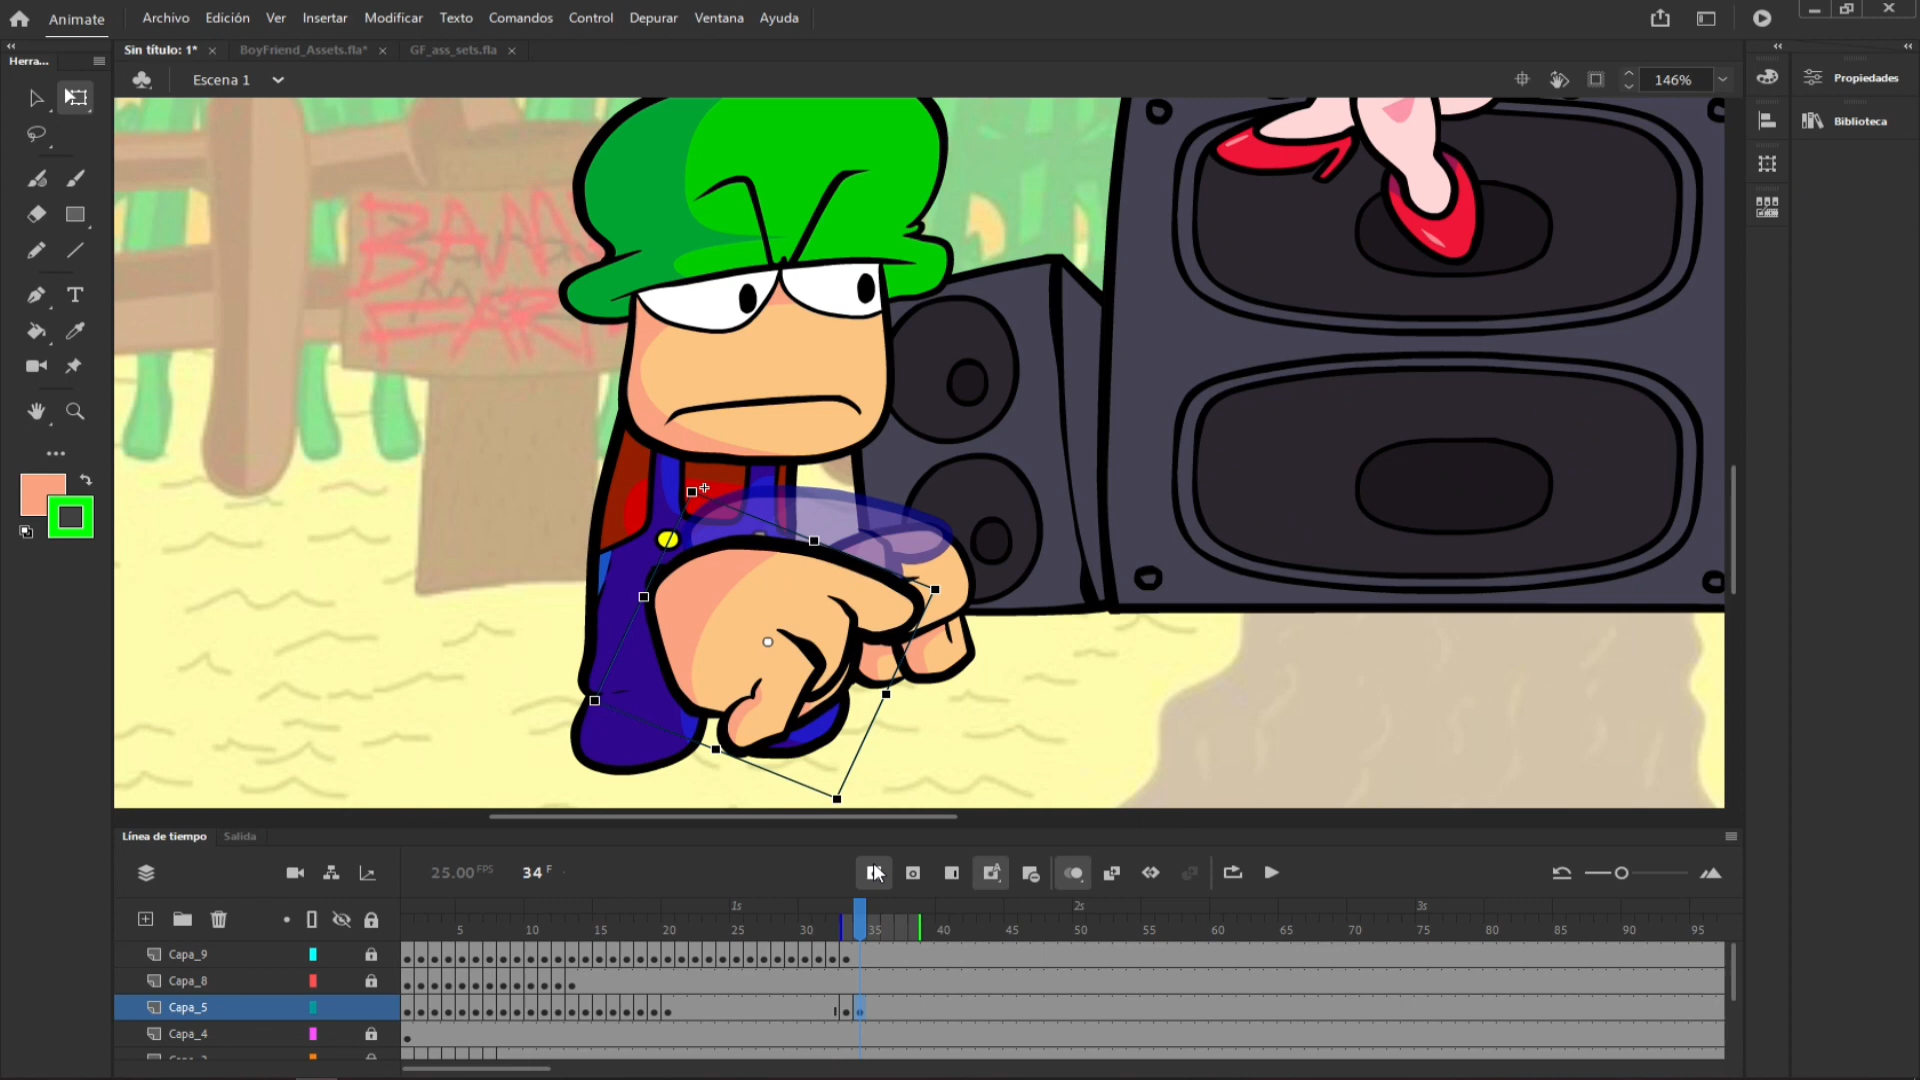 Animate
Archivo Edición Ver Insertar Modificar Texto Comandos Control Depurar Ventana Ayuda
Sin título: 1* BoyFriend_Assets.fla* GF_ass_sets.fla
Herra...
Escena 1
146%
Propiedades
Biblioteca
BAM
FAR
T
Línea de tiempo Salida
25.00 FPS 34 F
1s 2s 3s
5 10 15 20 25 30 35 40 45 50 55 60 65 70 75 80 85 90 95
Capa_9
Capa_8
Capa_5
Capa_4